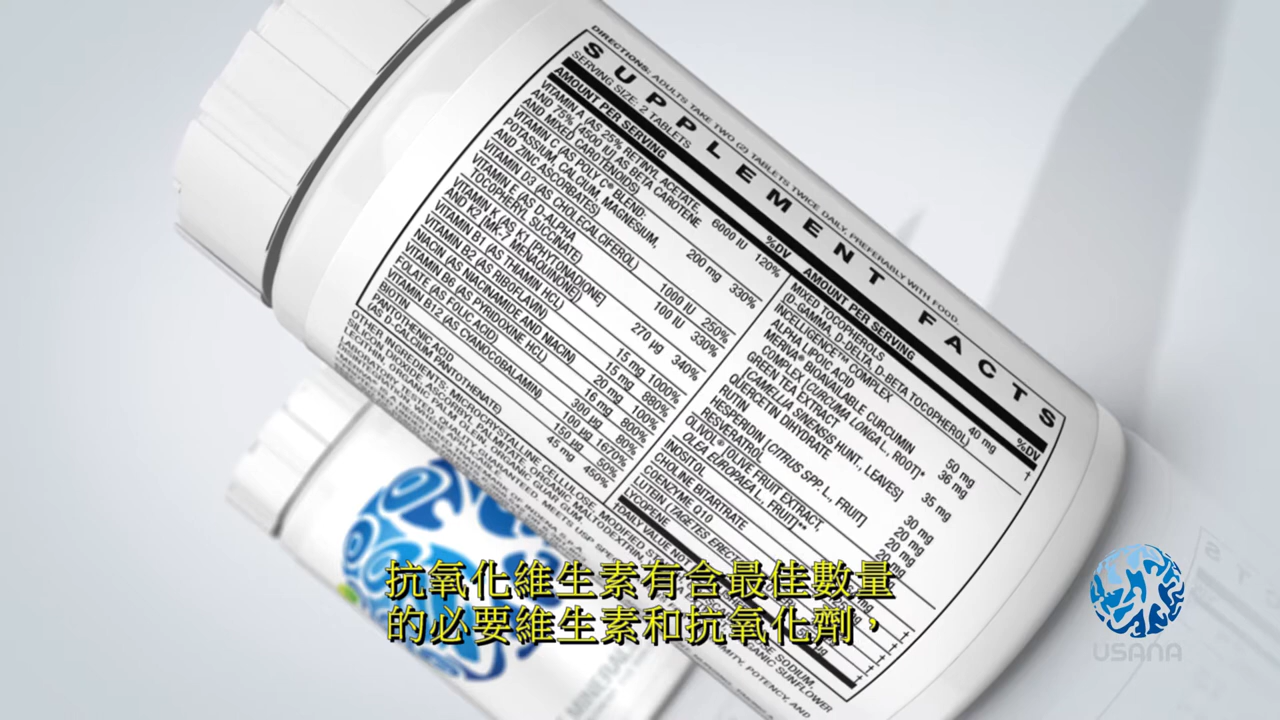 DIRECTIONS: ADULTS TAKE TWO (2) TABLETS TWICE DAILY, PREFERABLY WITH FOOD.
SUPPLEMENT FACTS
SERVING SIZE: 2 TABLETS
AMOUNT PER SERVING %DV
VITAMIN A (AS 25% RETINYL ACETATE,
AND 75% [4500 IU] AS BETA CAROTENE
AND MIXED CAROTENOIDS) 6000 IU 120%
VITAMIN C (AS POLY C® BLEND:
POTASSIUM, CALCIUM, MAGNESIUM,
AND ZINC ASCORBATES) 200 mg 330%
VITAMIN D3 (AS CHOLECALCIFEROL) 1000 IU 250%
VITAMIN E (AS D-ALPHA
TOCOPHERYL SUCCINATE) 100 IU 330%
VITAMIN K (AS K1 [PHYTONADIONE]
AND K2 [MK-7 MENAQUINONE]) 270 µg 340%
VITAMIN B1 (AS THIAMIN HCL) 15 mg 1000%
VITAMIN B2 (AS RIBOFLAVIN) 15 mg 880%
NIACIN (AS NIACINAMIDE AND NIACIN) 20 mg 100%
VITAMIN B6 (AS PYRIDOXINE HCL) 16 mg 800%
FOLATE (AS FOLIC ACID) 300 µg 80%
VITAMIN B12 (AS CYANOCOBALAMIN) 100 µg 1670%
BIOTIN 150 µg 50%
PANTOTHENIC ACID
(AS D-CALCIUM PANTOTHENATE) 45 mg 450%
AMOUNT PER SERVING %DV
MIXED TOCOPHEROLS
(D-GAMMA, D-DELTA, D-BETA TOCOPHEROL) 40 mg †
INCELLIGENCE™ COMPLEX
ALPHA LIPOIC ACID 50 mg
MERIVA® BIOAVAILABLE CURCUMIN
COMPLEX [CURCUMA LONGA L., ROOT]* 36 mg
GREEN TEA EXTRACT
[CAMELLIA SINENSIS HUNT., LEAVES] 35 mg
QUERCETIN DIHYDRATE 30 mg
RUTIN 20 mg
HESPERIDIN [CITRUS SPP. L., FRUIT] 20 mg
RESVERATROL 20 mg
OLIVOL® [OLIVE FRUIT EXTRACT,
OLEA EUROPAEA L., FRUIT]**
INOSITOL
CHOLINE BITARTRATE
COENZYME Q10
LUTEIN (TAGETES
LYCOPENE
†DAILY VALUE NOT
OTHER INGREDIENTS: MICROCRYSTALLINE CELLULOSE, MODIFIED
抗氧化維生素有含最佳數量
的必要維生素和抗氧化劑，
USANA